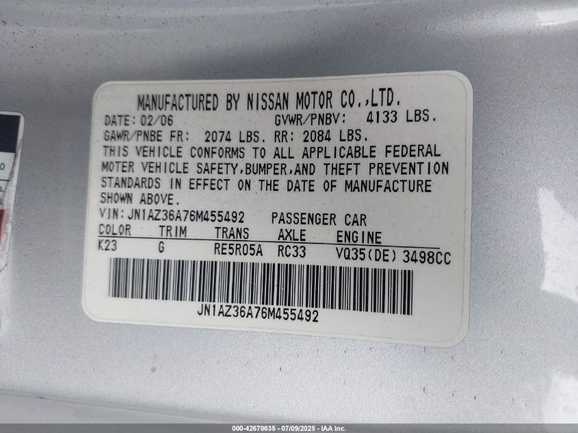 MANUFACTURED BY NISSAN MOTOR CO.,LTD.
DATE: 02/06 GVWR/PNBV: 4133 LBS.
GAWR/PNBE FR: 2074 LBS. RR: 2084 LBS.
THIS VEHICLE CONFORMS TO ALL APPLICABLE FEDERAL
MOTOR VEHICLE SAFETY,BUMPER,AND THEFT PREVENTION
STANDARDS IN EFFECT ON THE DATE OF MANUFACTURE
SHOWN ABOVE.
VIN: JN1AZ36A76M455492 PASSENGER CAR
COLOR TRIM TRANS AXLE ENGINE
K23 G RE5R05A RC33 VQ35(DE) 3498CC
JN1AZ36A76M455492
000-42678635 | 07/09/2025 | IAA Inc.